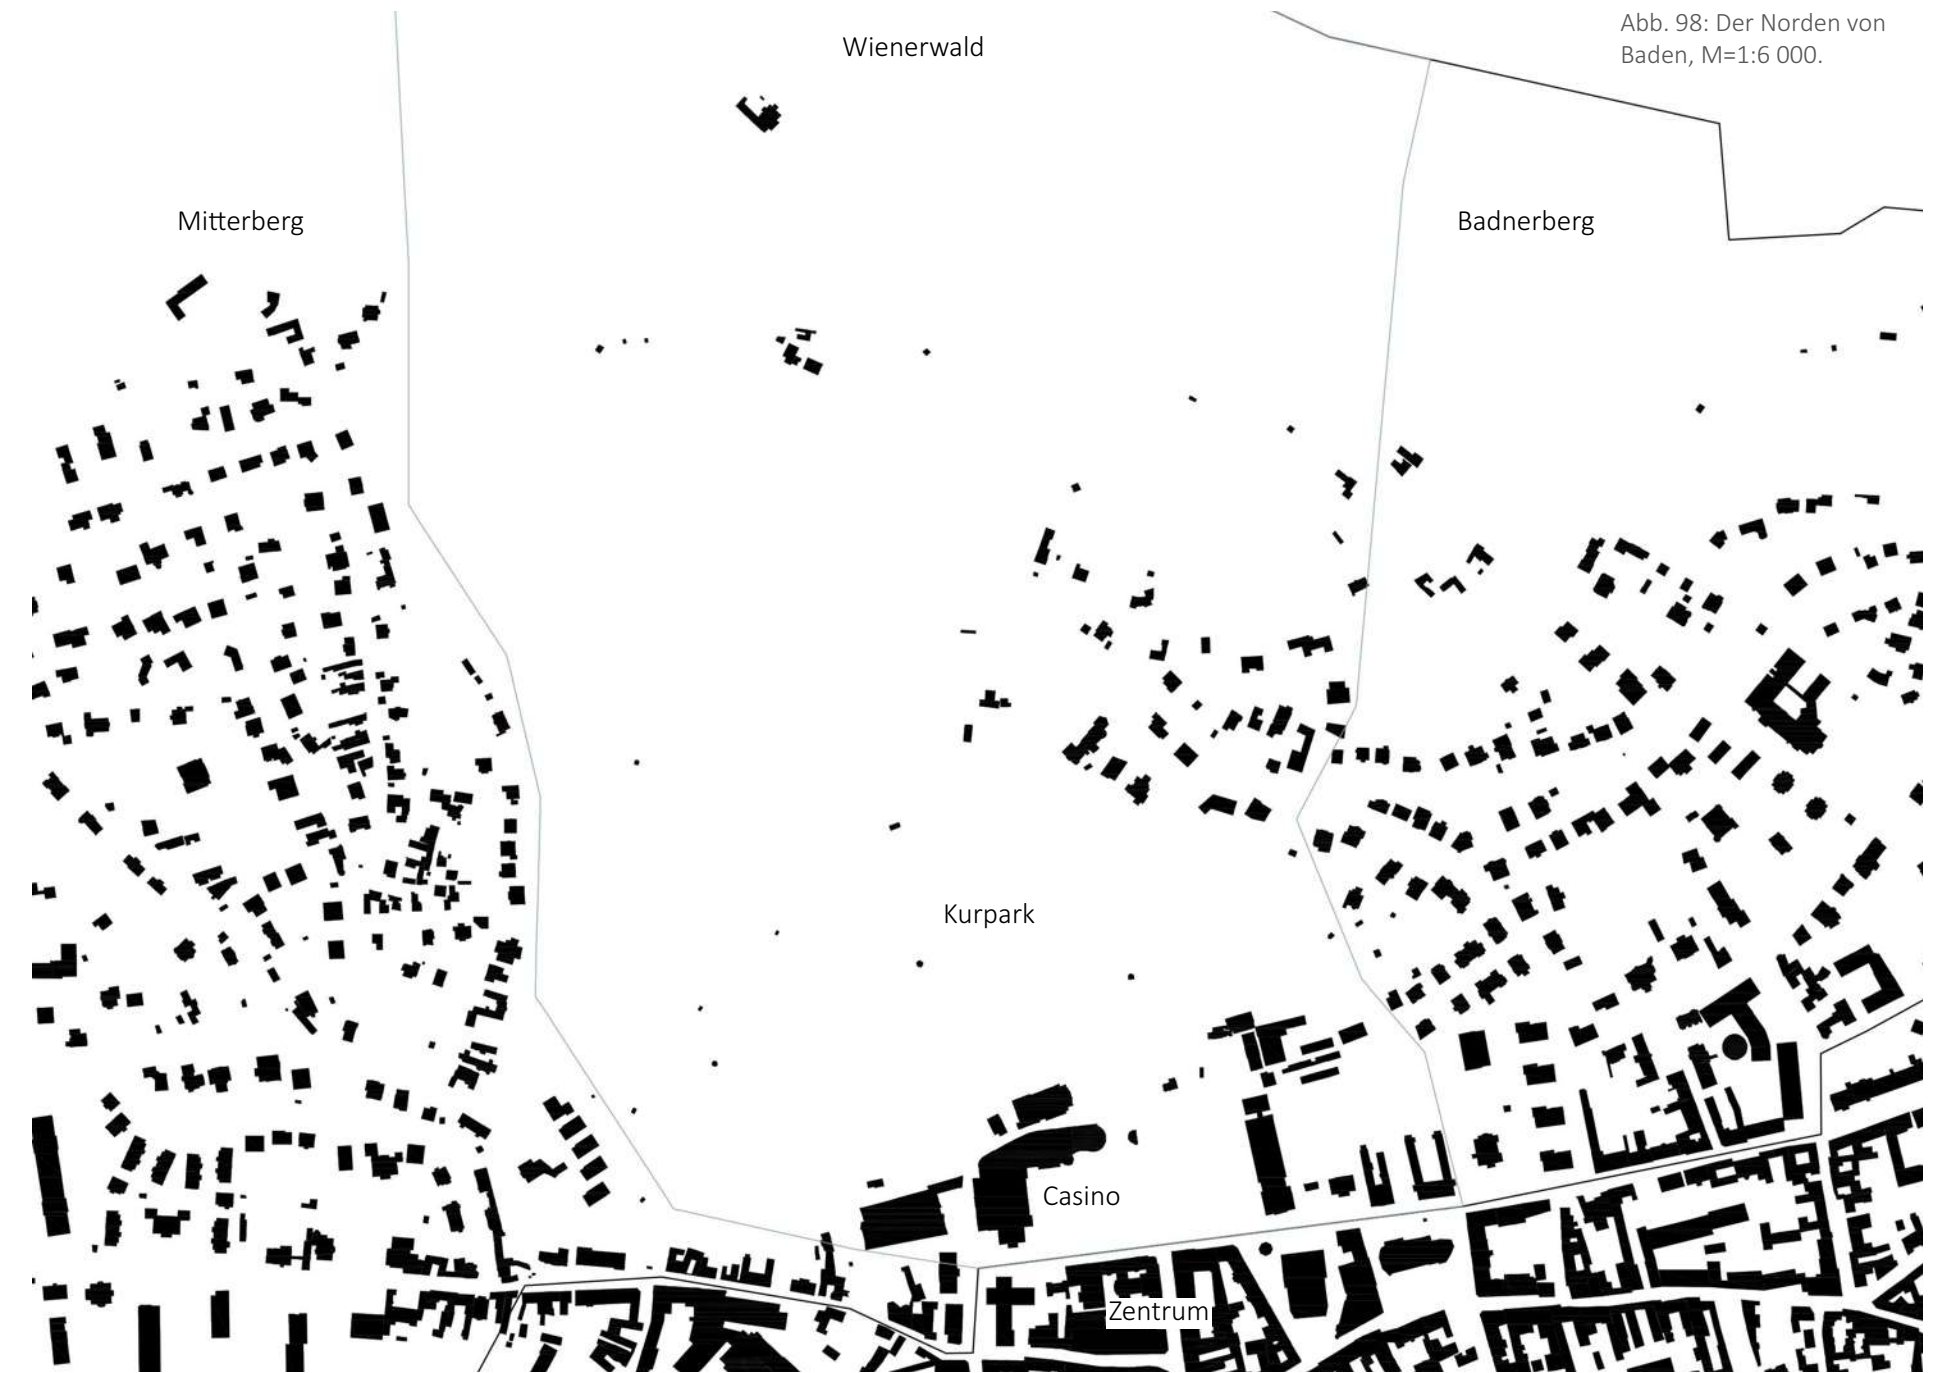 Abb. 98: Der Norden von
Baden, M=1:6 000.
Wienerwald
Mitterberg
Badnerberg
Kurpark
Casino
Zentrum